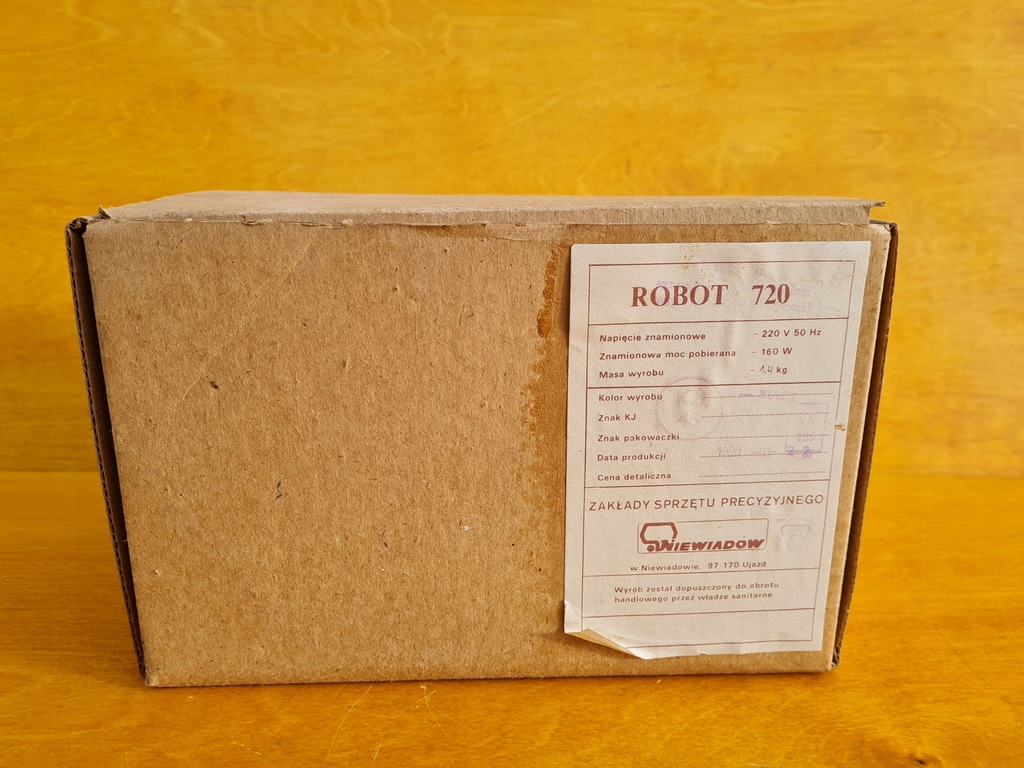 ROBOT 720
Napięcie znamionowe - 220 V 50 Hz
Znamionowa moc pobierana - 160 W
Masa wyrobu - 1,4 kg
Kolor wyrobu
Znak KJ
Znak pakowaczki
Data produkcji
Cena detaliczna
ZAKŁADY SPRZĘTU PRECYZYJNEGO
NIEWIADÓW
w Niewiadowie, 97-170 Ujazd
Wyrób został dopuszczony do obrotu
handlowego przez władze sanitarne